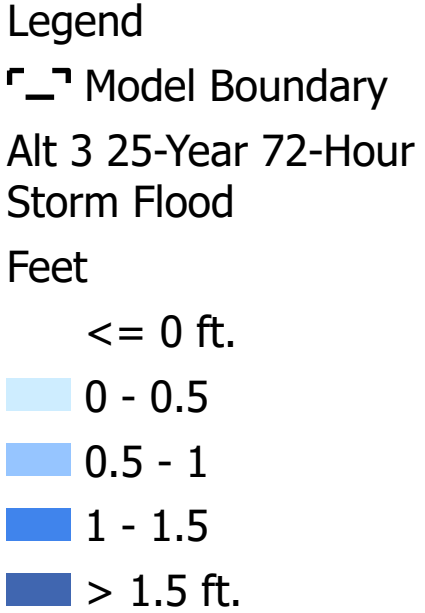 Legend
Model Boundary
Alt 3 25-Year 72-Hour
Storm Flood
Feet
<= 0 ft.
0 - 0.5
0.5 - 1
1 - 1.5
> 1.5 ft.